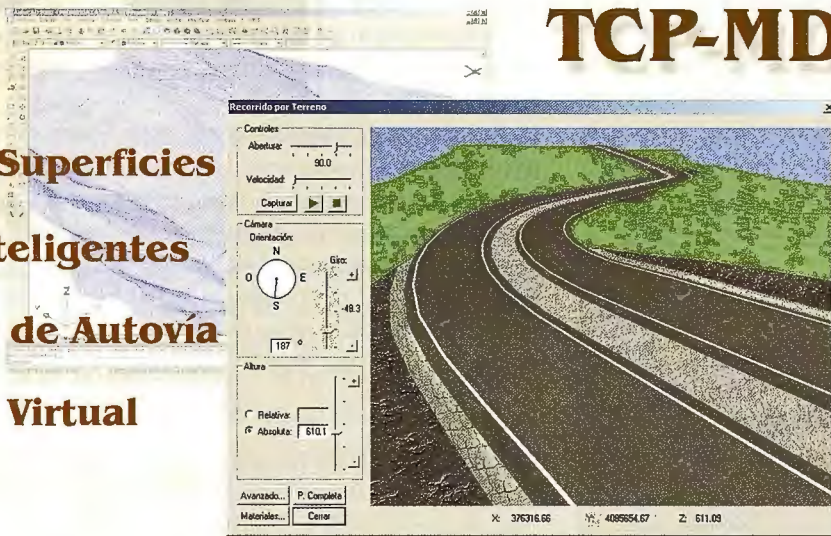 TCP-MD
Superficies
teligentes
de Autovía
Virtual
Recorrido por Terreno
Controles
Abertura:
90.0
Velocidad:
Capturar
Cámara
Orientación:
N
O
E
S
187 °
Giro:
+
-48.3
-
Altura
+
Relativa:
Absoluta: 610.1
-
Avanzado... P. Completa
Materiales... Cerrar
X: 376316.66 Y: 4095654.67 Z: 611.09